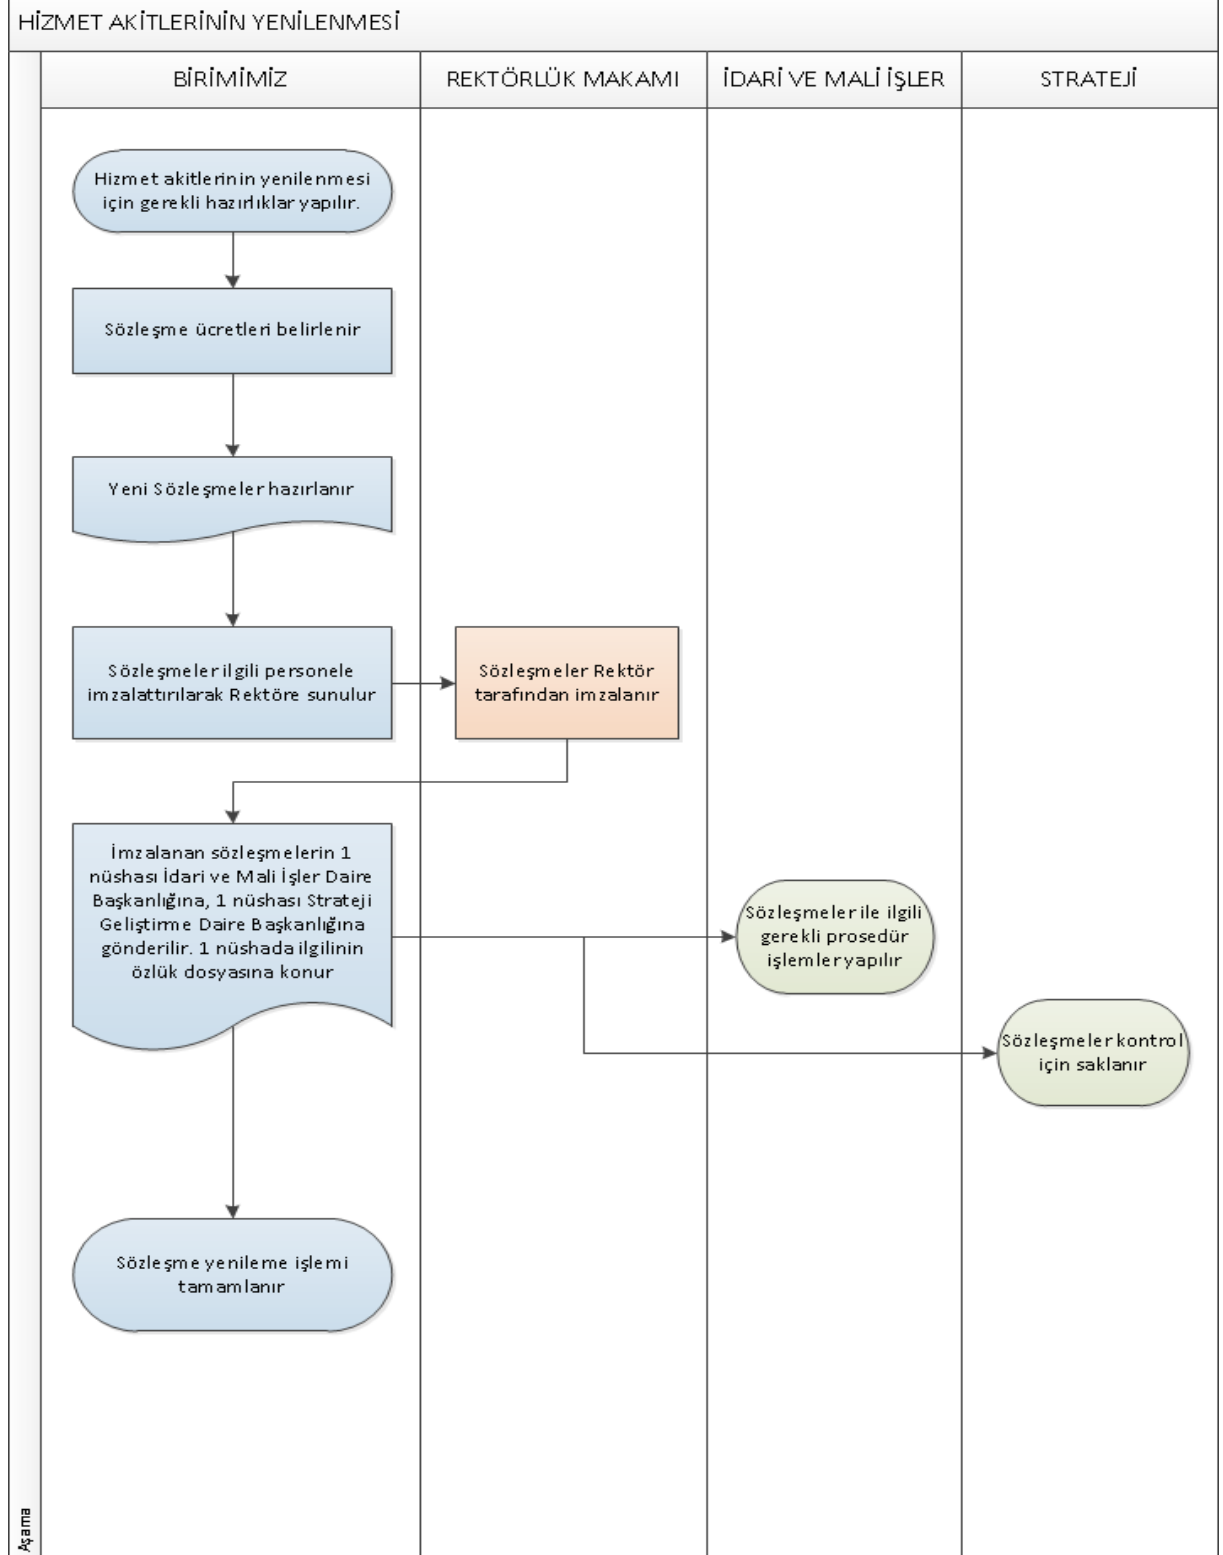 HİZMET AKİTLERİNİN YENİLENMESİ
BİRİMİMİZ
REKTÖRLÜK MAKAMI
İDARİ VE MALİ İŞLER
STRATEJİ
Hizmet akitlerinin yenilenmesi
için gerekli hazırlıklar yapılır.
Sözleşme ücretleri belirlenir
Yeni Sözleşmeler hazırlanır
Sözleşmeler ilgili personele
imzalattırılarak Rektöre sunulur
Sözleşmeler Rektör
tarafından imzalanır
İmzalanan sözleşmelerin 1
nüshası İdari ve Mali İşler Daire
Başkanlığına, 1 nüshası Strateji
Geliştirme Daire Başkanlığına
gönderilir. 1 nüshada ilgilinin
özlük dosyasına konur
Sözleşmeler ile ilgili
gerekli prosedür
işlemler yapılır
Sözleşmeler kontrol
için saklanır
Sözleşme yenileme işlemi
tamamlanır
Aşama